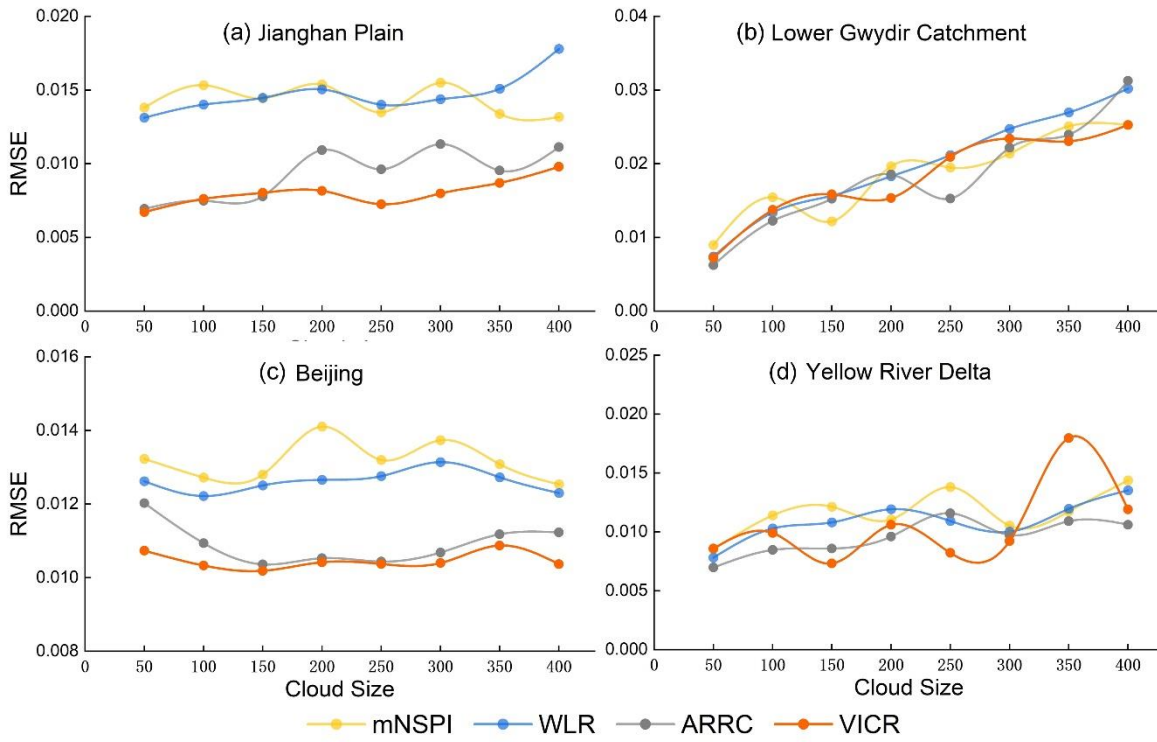 (a) Jianghan Plain
(b) Lower Gwydir Catchment
RMSE
0.020
0.015
0.010
0.005
0.000
0 50 100 150 200 250 300 350 400
0.04
0.03
0.02
0.01
0.00
0 50 100 150 200 250 300 350 400
(c) Beijing
(d) Yellow River Delta
RMSE
0.016
0.014
0.012
0.010
0.008
0 50 100 150 200 250 300 350 400
Cloud Size
0.025
0.020
0.015
0.010
0.005
0.000
0 50 100 150 200 250 300 350 400
Cloud Size
mNSPI WLR ARRC VICR